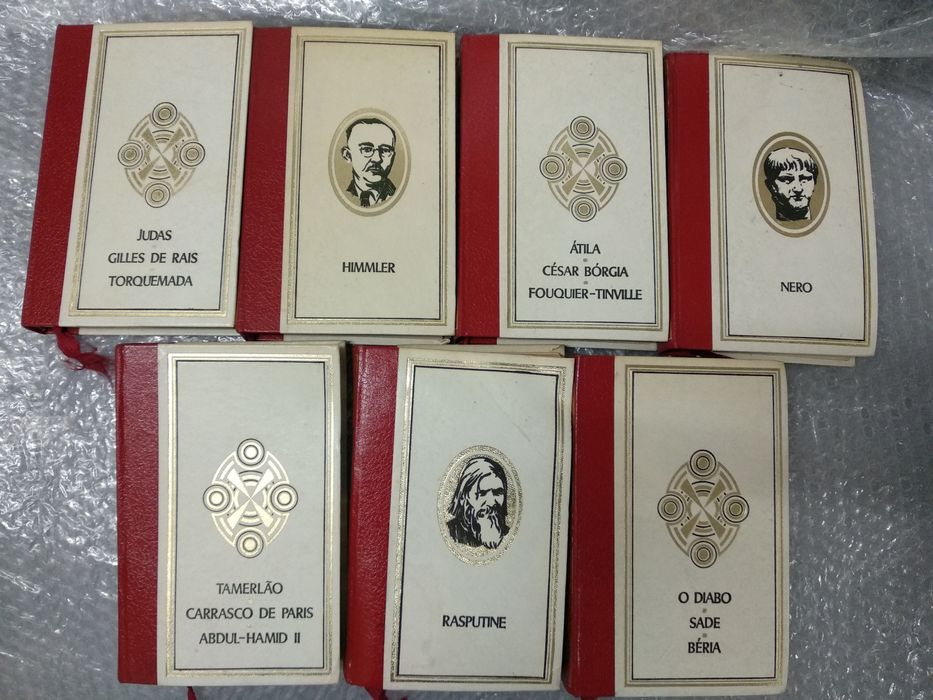 JUDAS
GILLES DE RAIS
TORQUEMADA
HIMMLER
ÁTILA
CÉSAR BÓRGIA
FOUQUIER-TINVILLE
NERO
TAMERLÃO
CARRASCO DE PARIS
ABDUL-HAMID II
RASPUTINE
O DIABO
SADE
BÉRIA